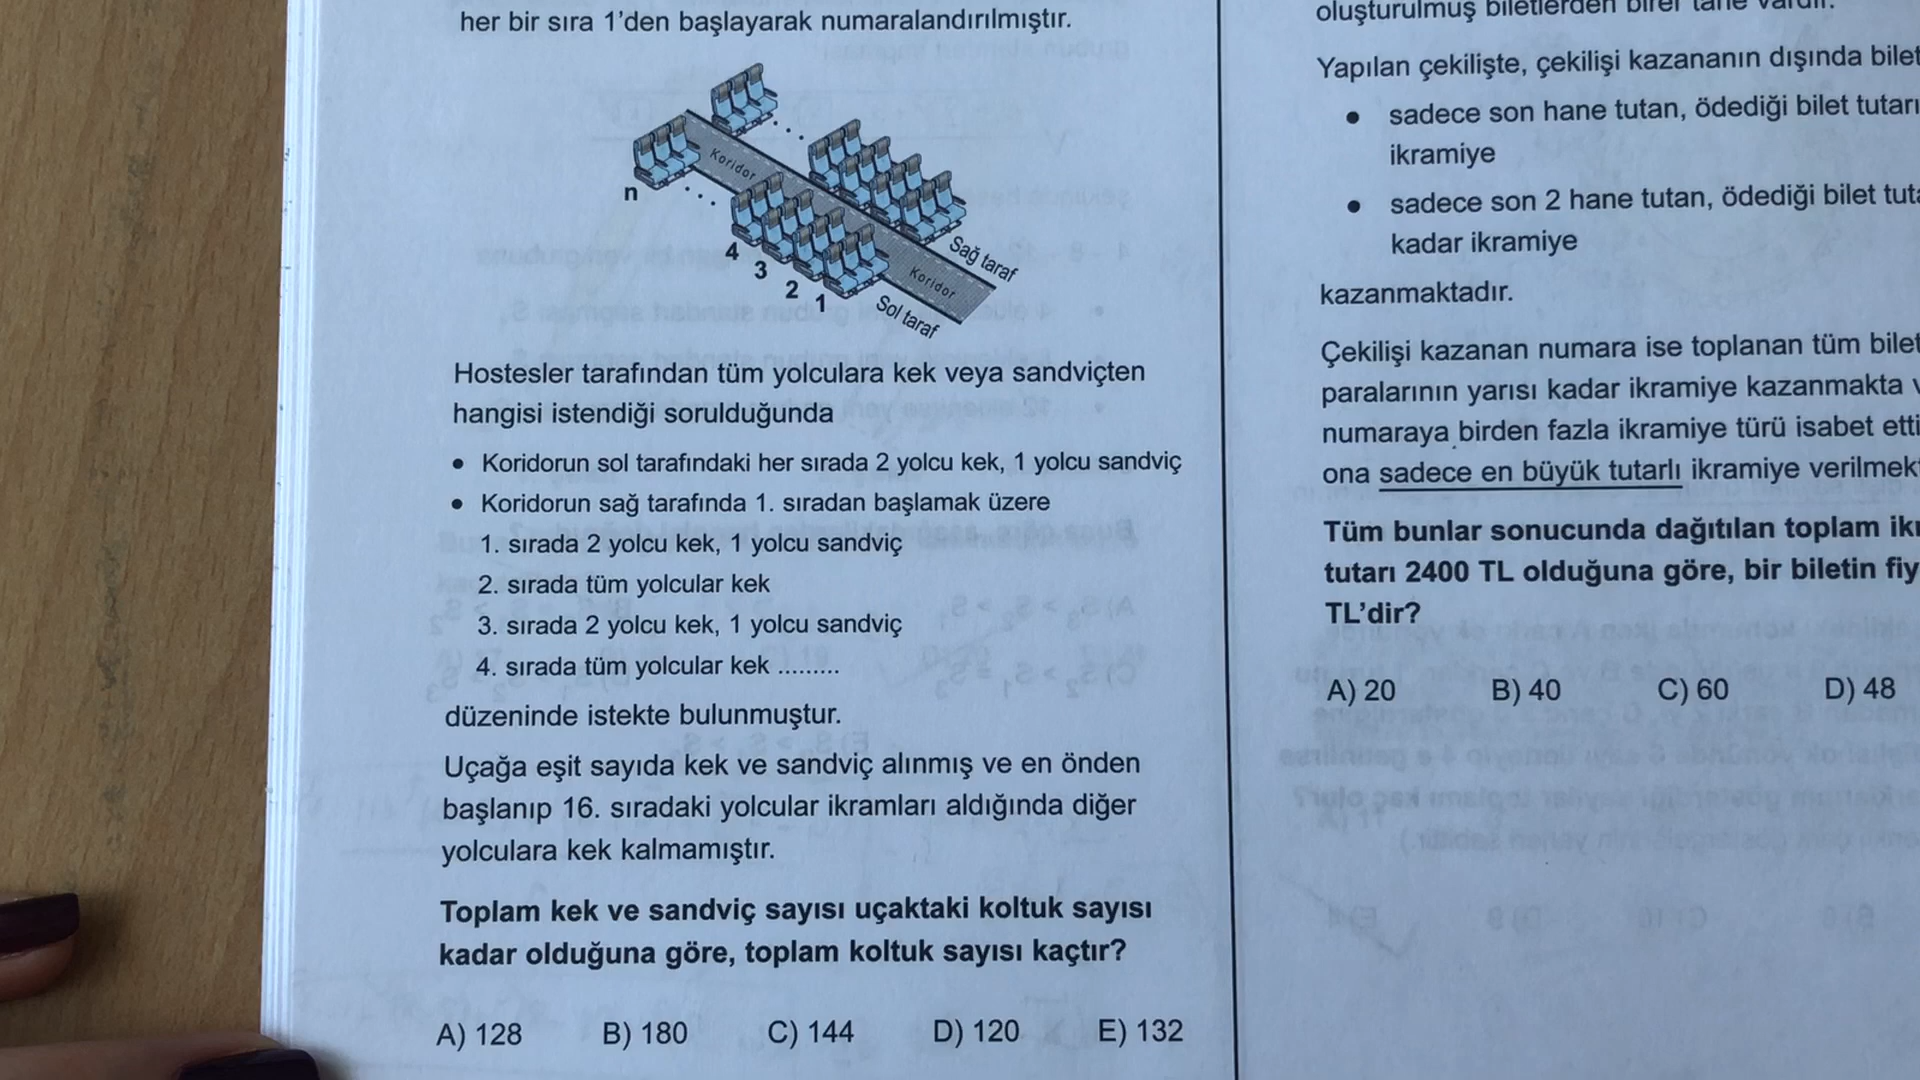 her bir sıra 1'den başlayarak numaralandırılmıştır.
Koridor
n
4
3
2
1
Koridor
Sağ taraf
Sol taraf
Hostesler tarafından tüm yolculara kek veya sandviçten
hangisi istendiği sorulduğunda
• Koridorun sol tarafındaki her sırada 2 yolcu kek, 1 yolcu sandviç
• Koridorun sağ tarafında 1. sıradan başlamak üzere
1. sırada 2 yolcu kek, 1 yolcu sandviç
2. sırada tüm yolcular kek
3. sırada 2 yolcu kek, 1 yolcu sandviç
4. sırada tüm yolcular kek .........
düzeninde istekte bulunmuştur.
Uçağa eşit sayıda kek ve sandviç alınmış ve en önden
başlanıp 16. sıradaki yolcular ikramları aldığında diğer
yolculara kek kalmamıştır.
Toplam kek ve sandviç sayısı uçaktaki koltuk sayısı
kadar olduğuna göre, toplam koltuk sayısı kaçtır?
A) 128 B) 180 C) 144 D) 120 E) 132
oluşturulmuş biletlerden birer tane vardır.
Yapılan çekilişte, çekilişi kazananın dışında bilet
• sadece son hane tutan, ödediği bilet tutarı
ikramiye
• sadece son 2 hane tutan, ödediği bilet tuta
kadar ikramiye
kazanmaktadır.
Çekilişi kazanan numara ise toplanan tüm bilet
paralarının yarısı kadar ikramiye kazanmakta v
numaraya birden fazla ikramiye türü isabet etti
ona sadece en büyük tutarlı ikramiye verilmek
Tüm bunlar sonucunda dağıtılan toplam ik
tutarı 2400 TL olduğuna göre, bir biletin fiy
TL'dir?
A) 20 B) 40 C) 60 D) 48